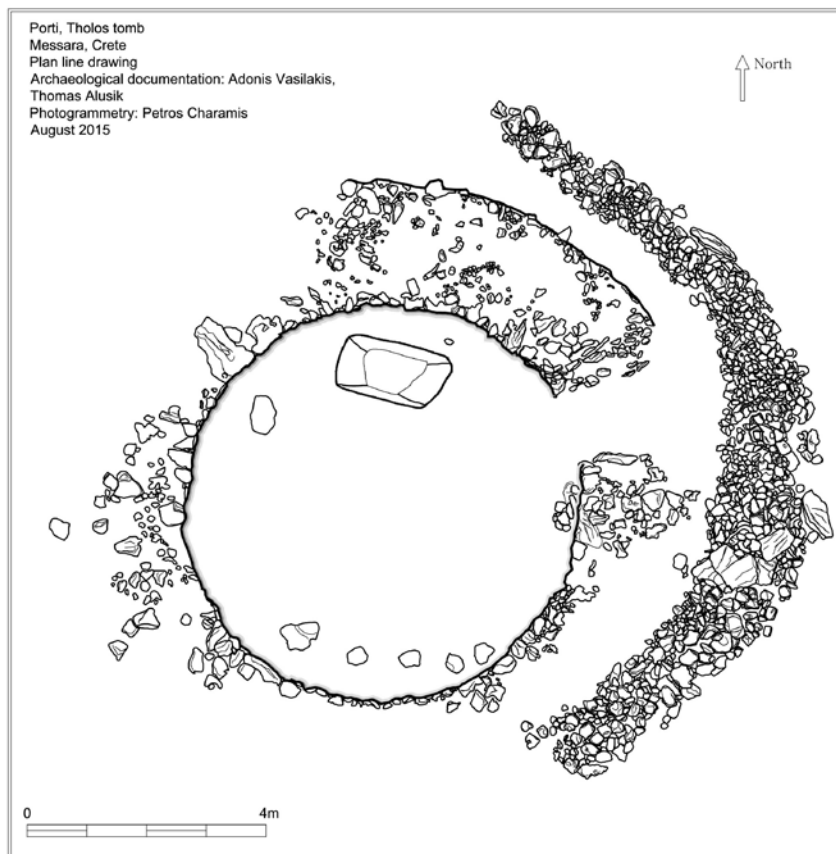 Porti, Tholos tomb
Messara, Crete
Plan line drawing
Archaeological documentation: Adonis Vasilakis,
Thomas Alusik
Photogrammetry: Petros Charamis
August 2015
North
0 4m